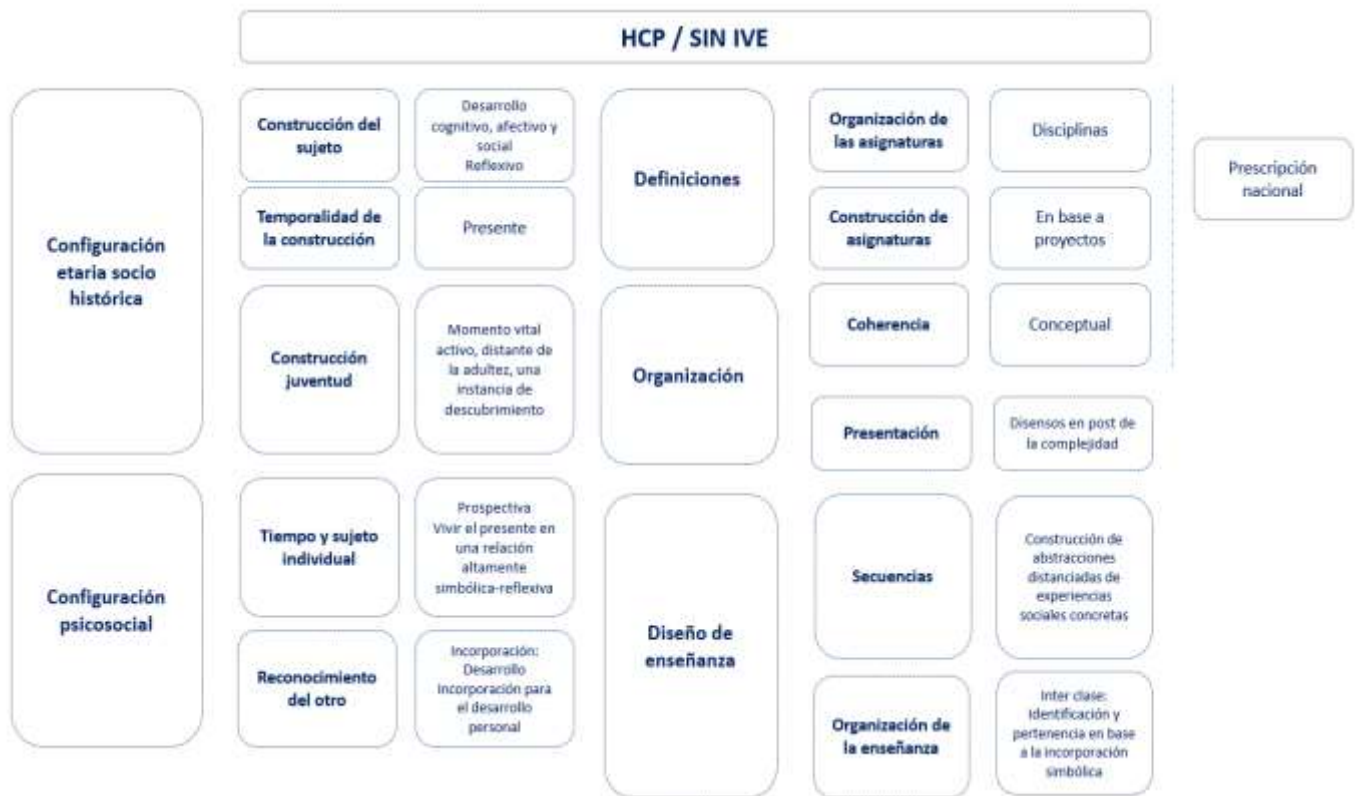 HCP / SIN IVE
Configuración
etaria socio
histórica
Construcción del
sujeto
Desarrollo
cognitivo, afectivo y
social
Reflexivo
Temporalidad de
la construcción
Presente
Construcción
juventud
Momento vital
activo, distante de
la adultez, una
instancia de
descubrimiento
Configuración
psicosocial
Tiempo y sujeto
individual
Prospectiva
Vivir el presente en
una relación
altamente
simbólica-reflexiva
Reconocimiento
del otro
Incorporación:
Desarrollo
Incorporación para
el desarrollo
personal
Definiciones
Organización de
las asignaturas
Disciplinas
Construcción de
asignaturas
En base a
proyectos
Organización
Coherencia
Conceptual
Presentación
Disensos en post de
la complejidad
Diseño de
enseñanza
Secuencias
Construcción de
abstracciones
distanciadas de
experiencias
sociales concretas
Organización de
la enseñanza
Inter clase:
Identificación y
pertenencia en base
a la incorporación
simbólica
Prescripción
nacional